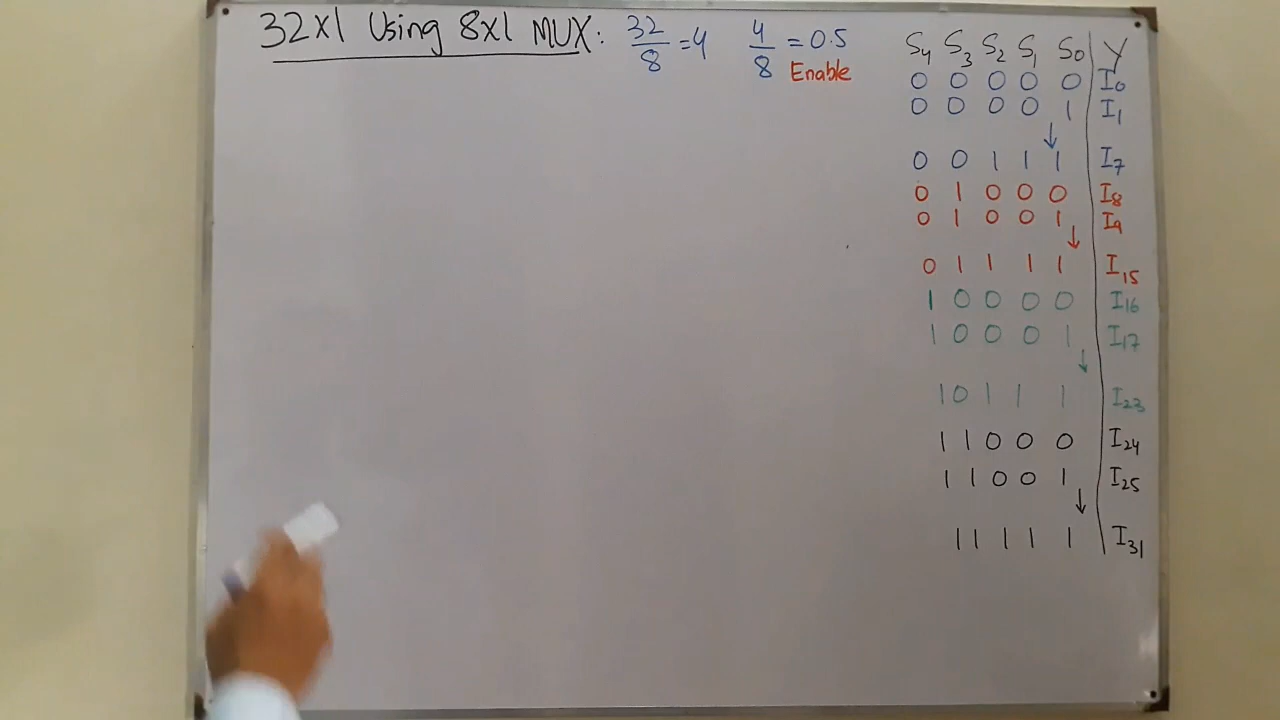 32x1 Using 8x1 MUX: 32/8 = 4 4/8 = 0.5
Enable
S4 S3 S2 S1 S0 | Y
0 0 0 0 0 | I0
0 0 0 0 1 | I1
↓
0 0 1 1 1 | I7
0 1 0 0 0 | I8
0 1 0 0 1 | I9
↓
0 1 1 1 1 | I15
1 0 0 0 0 | I16
1 0 0 0 1 | I17
↓
1 0 1 1 1 | I23
1 1 0 0 0 | I24
1 1 0 0 1 | I25
↓
1 1 1 1 1 | I31